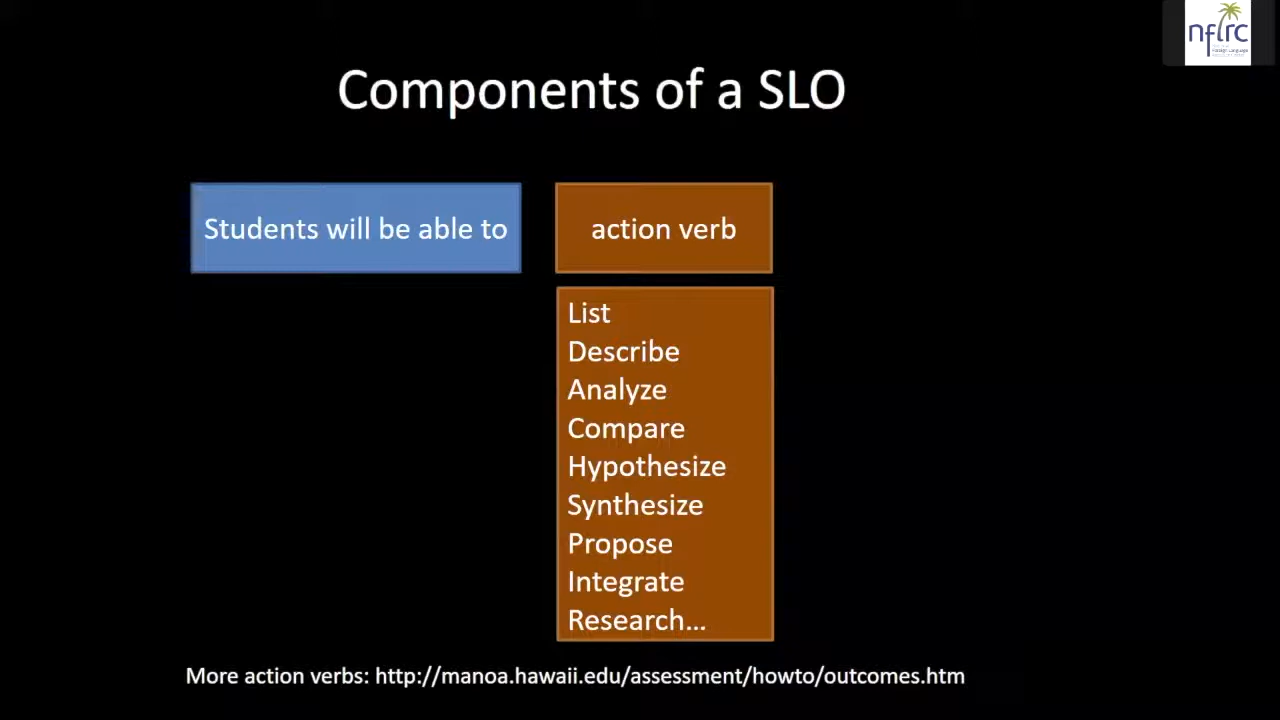 nflrc
Components of a SLO
Students will be able to
action verb
List
Describe
Analyze
Compare
Hypothesize
Synthesize
Propose
Integrate
Research...
More action verbs: http://manoa.hawaii.edu/assessment/howto/outcomes.htm